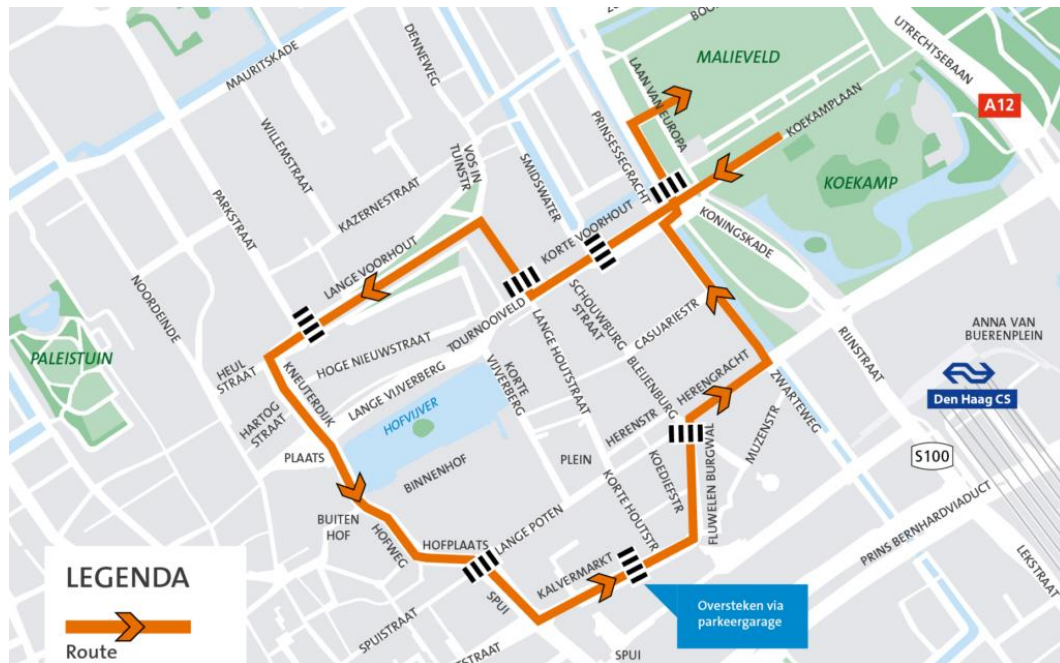 MAURITSKADE
DENNEWEG
BOO
MALIEVELD
UTRECHTSEBAAN
A12
LAAN VAN EUROPA
PRINSESSEGRACHT
KOEKAMPLAAN
WILLEMSTRAAT
VOS IN
TUINSTR
SMIDSWATER
KAZERNESTRAAT
KOEKAMP
PARKSTRAAT
KORTE VOORHOUT
KONINGSKADE
LANGE VOORHOUT
NOORDEINDE
TOURNOOIVELD
SCHOUWBURG
STRAAT
CASUARIESTR
HOGE NIEUWSTRAAT
LANGE HOUTSTRAAT
RIJNSTRAAT
ANNA VAN
BUERENPLEIN
PALEISTUIN
HEUL
STRAAT
KNEUTERDIJK
LANGE VIJVERBERG
KORTE
VIJVERBERG
BLEIJENBURG
HERENGRACHT
ZWARTEWEG
Den Haag CS
HARTOG
STRAAT
HOFVIJVER
HERENSTR
MUZENSTR
PLAATS
BINNENHOF
PLEIN
KOEDIEFSTR
FLUWELEN BURGWAL
S100
BUITEN
HOF
HOFWEG
HOFPLAATS
LANGE POTEN
KORTE HOUTSTR
PRINS BERNHARDVIADUCT
KALVERMARKT
LEKSTRAAT
SPUI
SPUISTRAAT
Oversteken via
parkeergarage
SPUI
LEGENDA
Route